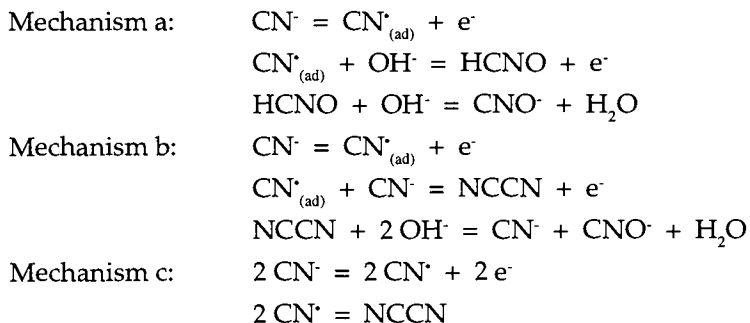 Mechanism a: CN⁻ = CN•(ad) + e⁻
CN•(ad) + OH⁻ = HCNO + e⁻
HCNO + OH⁻ = CNO⁻ + H₂O
Mechanism b: CN⁻ = CN•(ad) + e⁻
CN•(ad) + CN⁻ = NCCN + e⁻
NCCN + 2 OH⁻ = CN⁻ + CNO⁻ + H₂O
Mechanism c: 2 CN⁻ = 2 CN• + 2 e⁻
2 CN• = NCCN